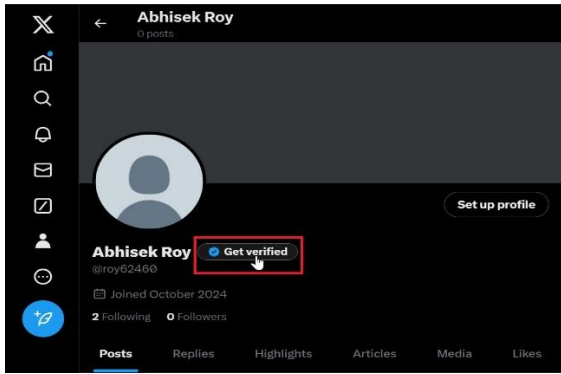 Abhisek Roy
0 posts
Set up profile
Abhisek Roy Get verified
@roy62460
Joined October 2024
2 Following 0 Followers
Posts Replies Highlights Articles Media Likes